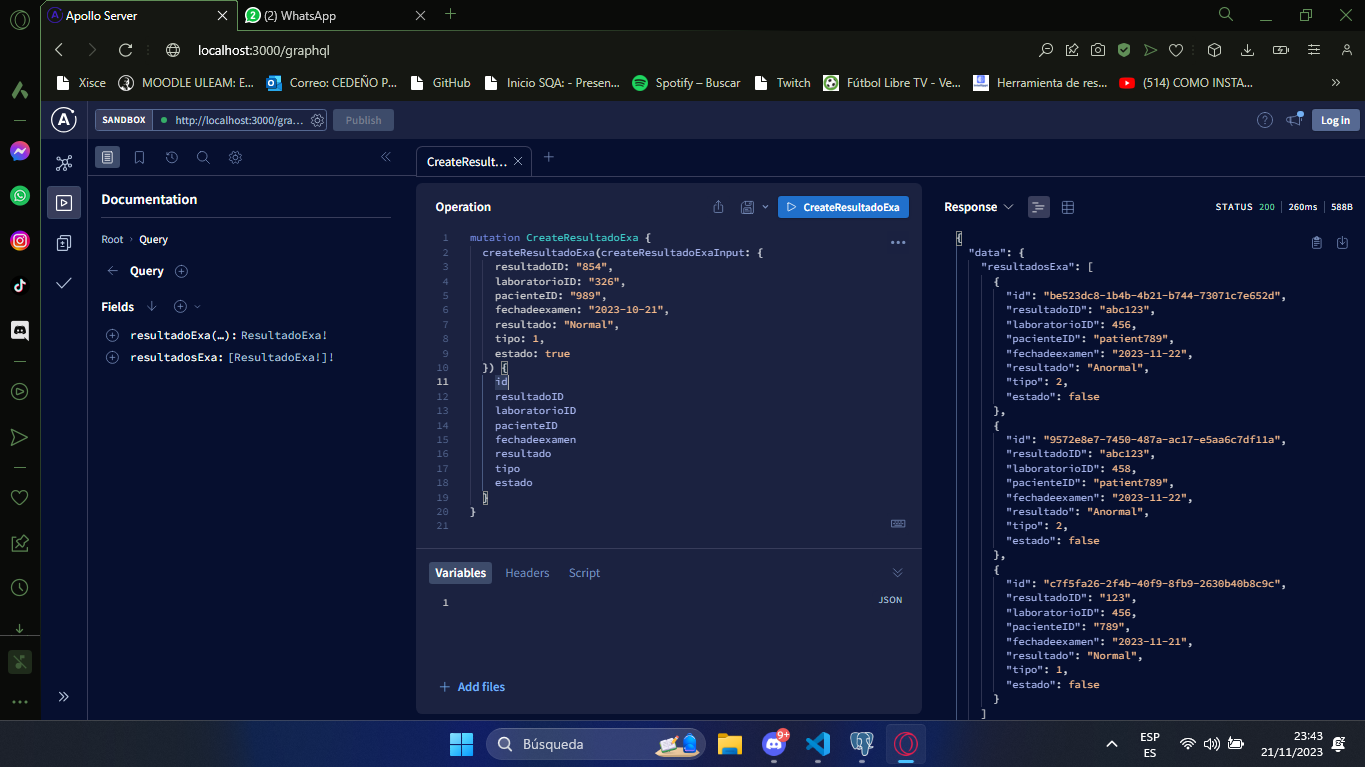 Apollo Server
(2) WhatsApp
localhost:3000/graphql
Xisce
MOODLE ULEAM: E...
Correo: CEDEÑO P...
GitHub
Inicio SQA: - Presen...
Spotify – Buscar
Twitch
Fútbol Libre TV - Ve...
Herramienta de res...
(514) COMO INSTA...
»
SANDBOX
http://localhost:3000/gra...
Publish
Log in
CreateResult...
Documentation
Root › Query
Query
Fields
resultadoExa(…): ResultadoExa!
resultadosExa: [ResultadoExa!]!
Operation
CreateResultadoExa
1 mutation CreateResultadoExa {
2 createResultadoExa(createResultadoExaInput: {
3 resultadoID: "854",
4 laboratorioID: "326",
5 pacienteID: "989",
6 fechadeexamen: "2023-10-21",
7 resultado: "Normal",
8 tipo: 1,
9 estado: true
10 }) {
11 id
12 resultadoID
13 laboratorioID
14 pacienteID
15 fechadeexamen
16 resultado
17 tipo
18 estado
19 }
20 }
21
Variables
Headers
Script
1
JSON
Add files
Response
STATUS 200
260ms
588B
{
"data": {
"resultadosExa": [
{
"id": "be523dc8-1b4b-4b21-b744-73071c7e652d",
"resultadoID": "abc123",
"laboratorioID": 456,
"pacienteID": "patient789",
"fechadeexamen": "2023-11-22",
"resultado": "Anormal",
"tipo": 2,
"estado": false
},
{
"id": "9572e8e7-7450-487a-ac17-e5aa6c7df11a",
"resultadoID": "abc123",
"laboratorioID": 458,
"pacienteID": "patient789",
"fechadeexamen": "2023-11-22",
"resultado": "Anormal",
"tipo": 2,
"estado": false
},
{
"id": "c7f5fa26-2f4b-40f9-8fb9-2630b40b8c9c",
"resultadoID": "123",
"laboratorioID": 456,
"pacienteID": "789",
"fechadeexamen": "2023-11-21",
"resultado": "Normal",
"tipo": 1,
"estado": false
}
]
Búsqueda
9+
ESP
ES
23:43
21/11/2023